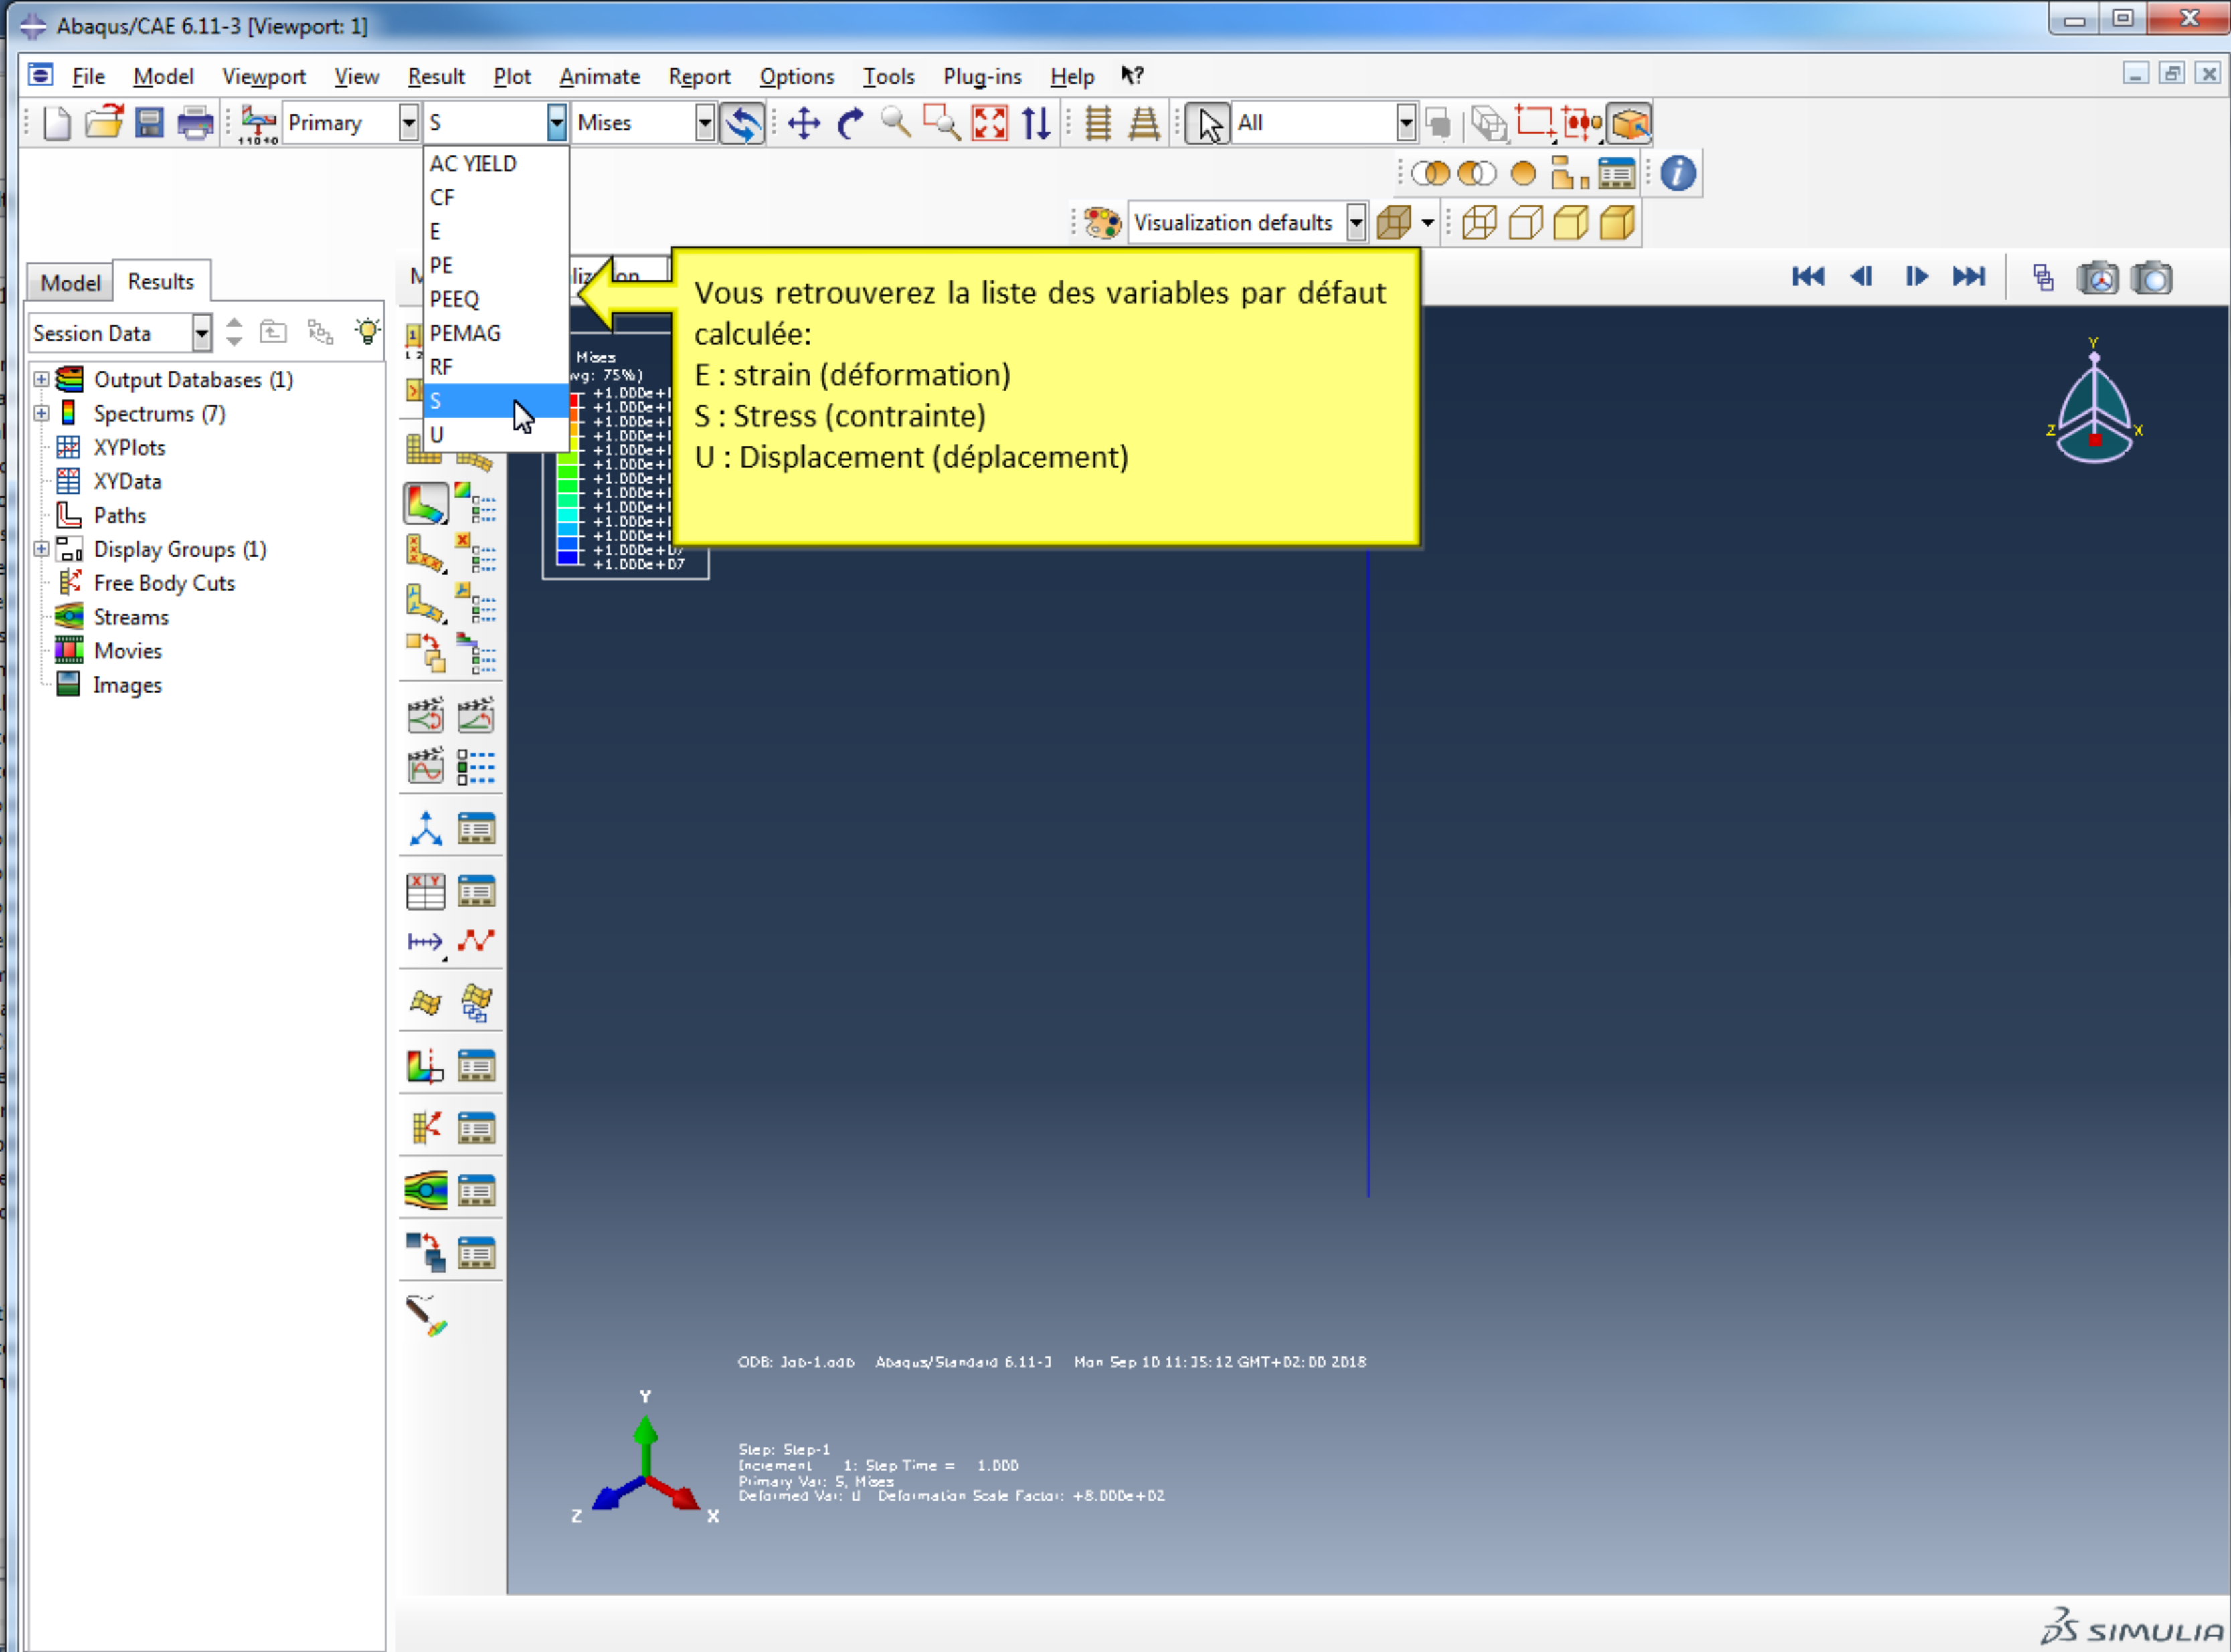 Abaqus/CAE 6.11-3 [Viewport: 1]
File Model Viewport View Result Plot Animate Report Options Tools Plug-ins Help
Primary S Mises All
AC YIELD
CF
E
PE
PEEQ
PEMAG
RF
S
U
Visualization defaults
Model Results
Session Data
Output Databases (1)
Spectrums (7)
XYPlots
XYData
Paths
Display Groups (1)
Free Body Cuts
Streams
Movies
Images
Vous retrouverez la liste des variables par défaut
calculée:
E : strain (déformation)
S : Stress (contrainte)
U : Displacement (déplacement)
Mises
75%)
+1.000e+07
ODB: Job-1.odb Abaqus/Standard 6.11-3 Mon Sep 10 11:35:12 GMT+02:00 2018
Step: Step-1
Increment 1: Step Time = 1.000
Primary Var: S, Mises
Deformed Var: U Deformation Scale Factor: +8.000e+02
Y
Z
X
Y
Z
X
SIMULIA